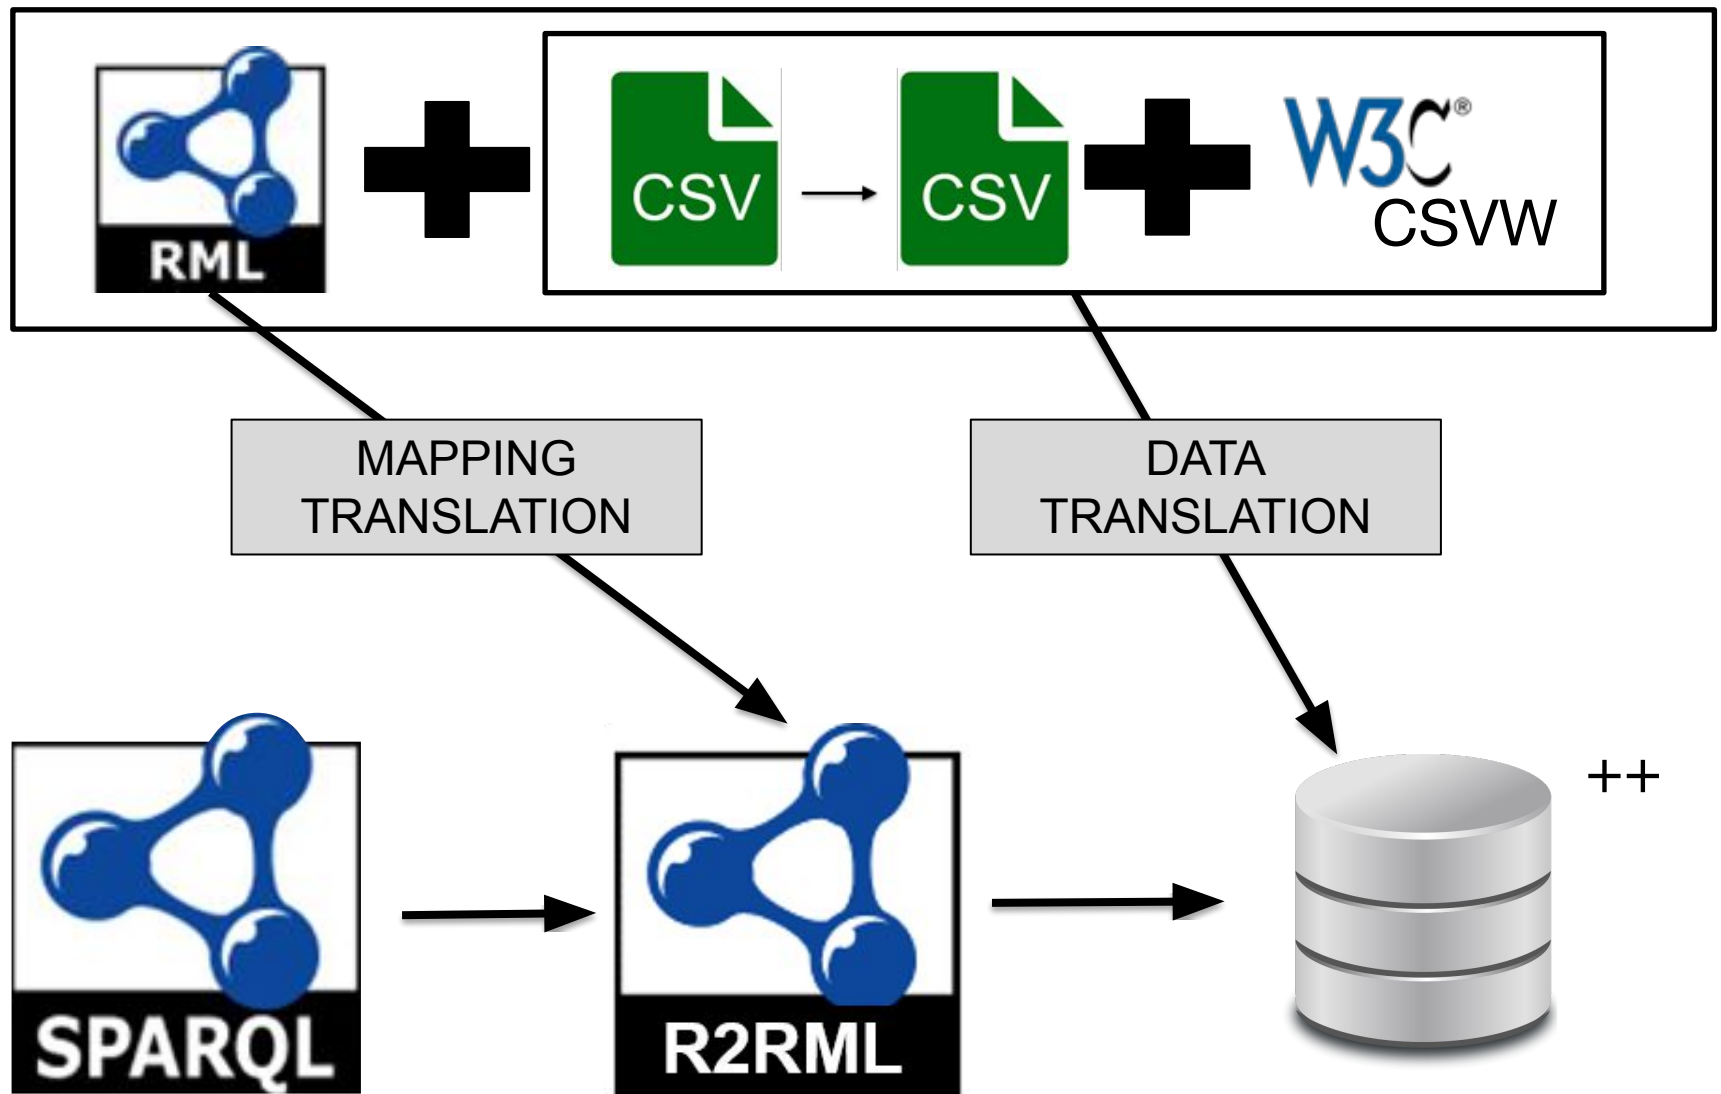 RML
CSV
CSV
W3C®
CSVW
MAPPING
TRANSLATION
DATA
TRANSLATION
++
SPARQL
R2RML